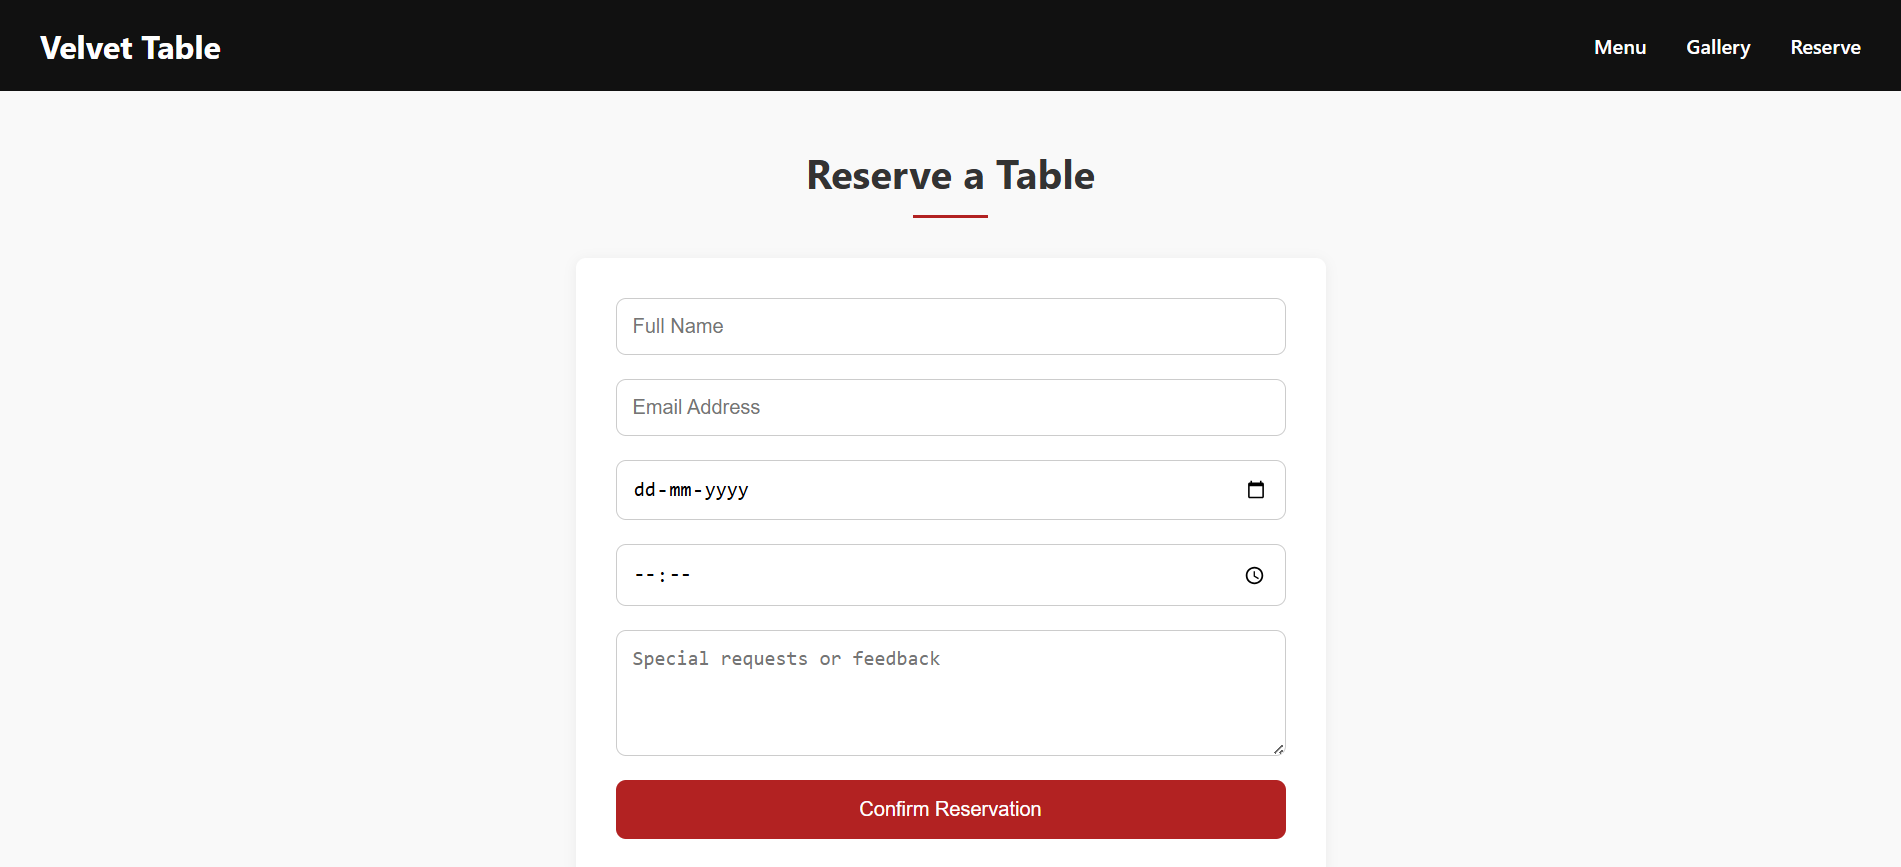 Velvet Table
Menu Gallery Reserve
Reserve a Table
Full Name
Email Address
dd-mm-yyyy
--:--
Special requests or feedback
Confirm Reservation